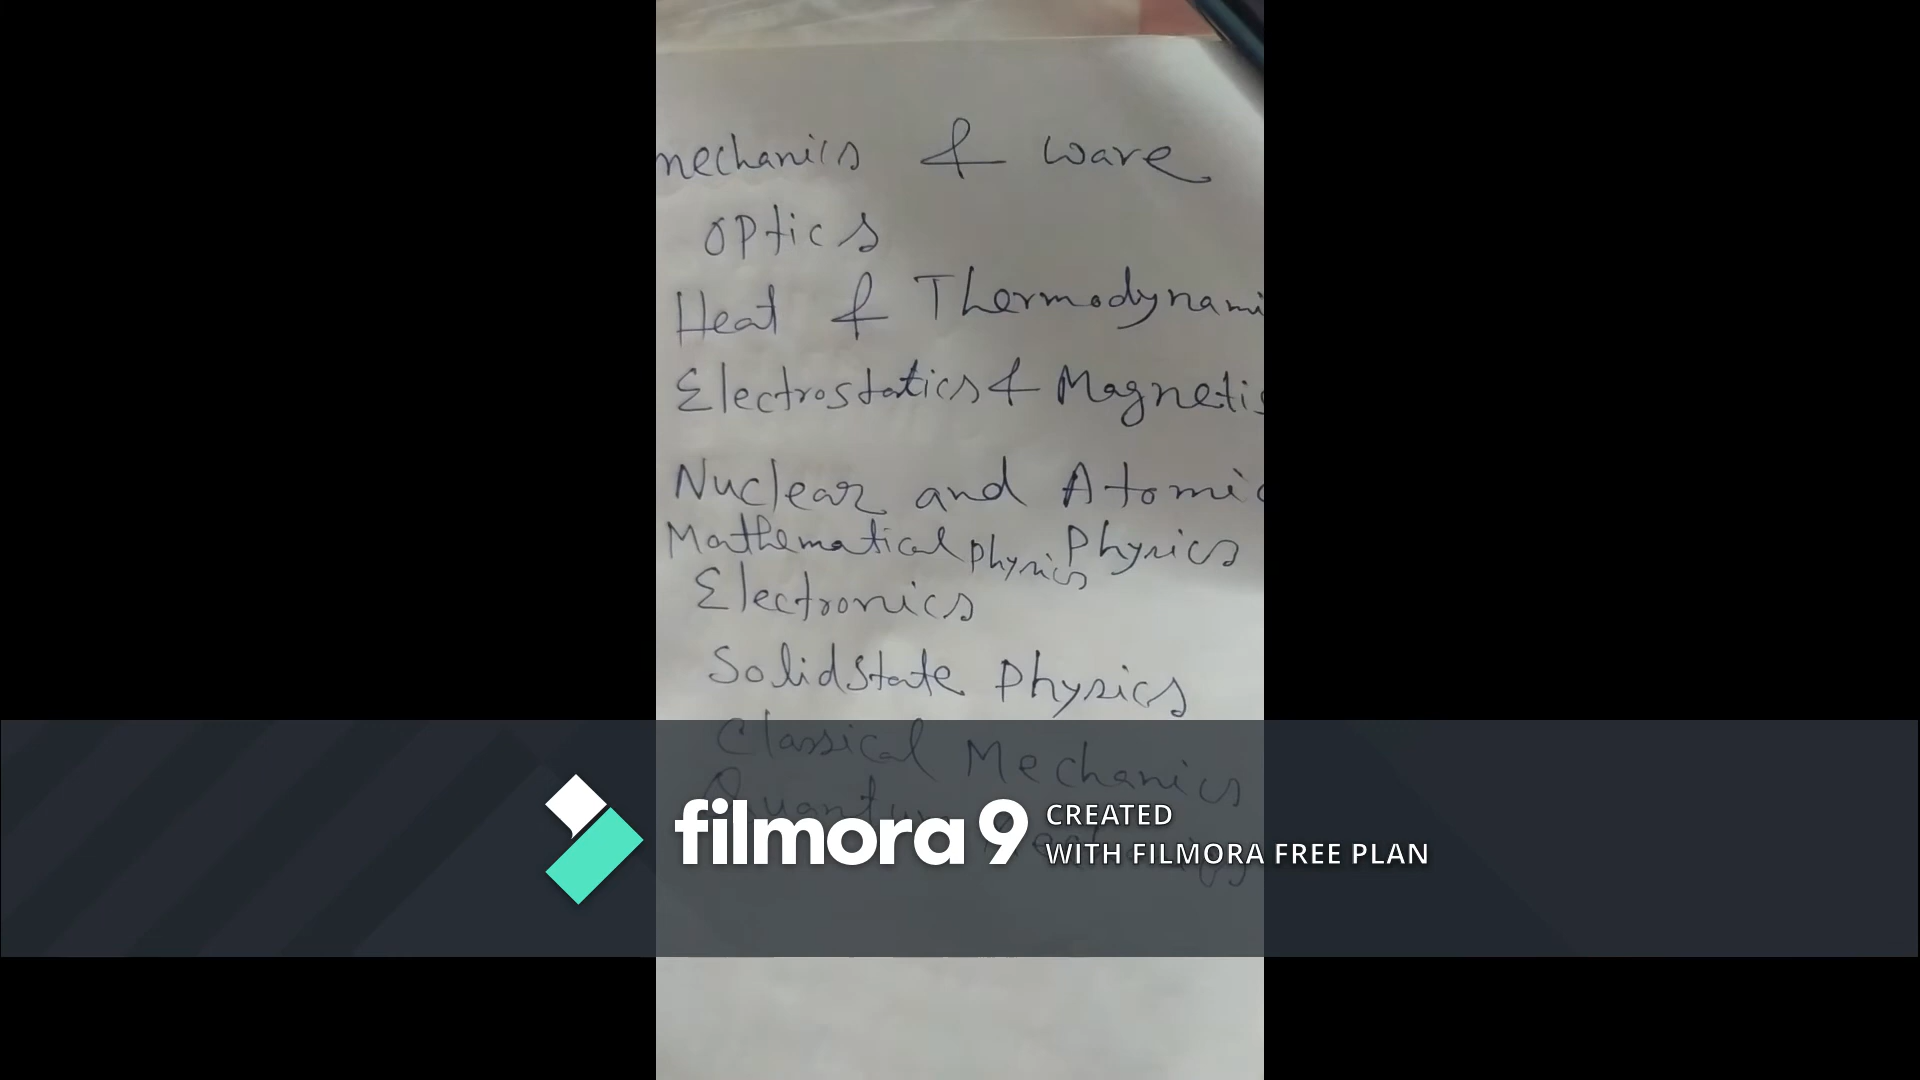 mechanics & wave
optics
Heat & Thermodynami
Electrostatics & Magnetis
Nuclear and Atomic
Physics
Mathematical Physics
Electronics
Solidstate Physics
Classical Mechanics
Quantum
filmora9 CREATED
WITH FILMORA FREE PLAN